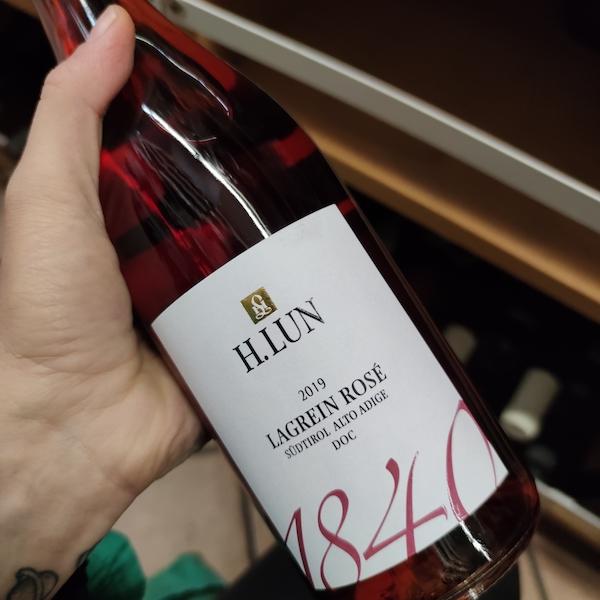 H.LUN
2019
LAGREIN ROSÉ
SÜDTIROL ALTO ADIGE
DOC
1840